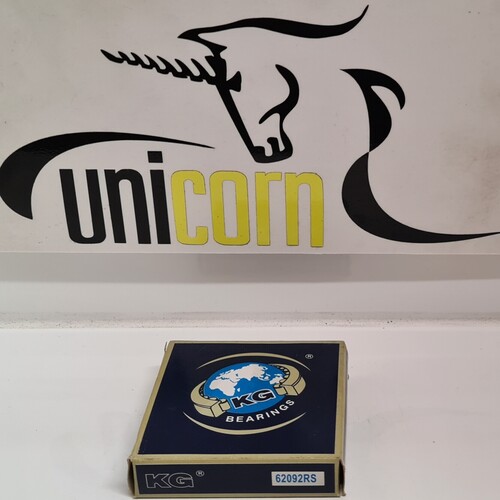 unicorn
®
KG
BEARINGS
KG® 62092RS